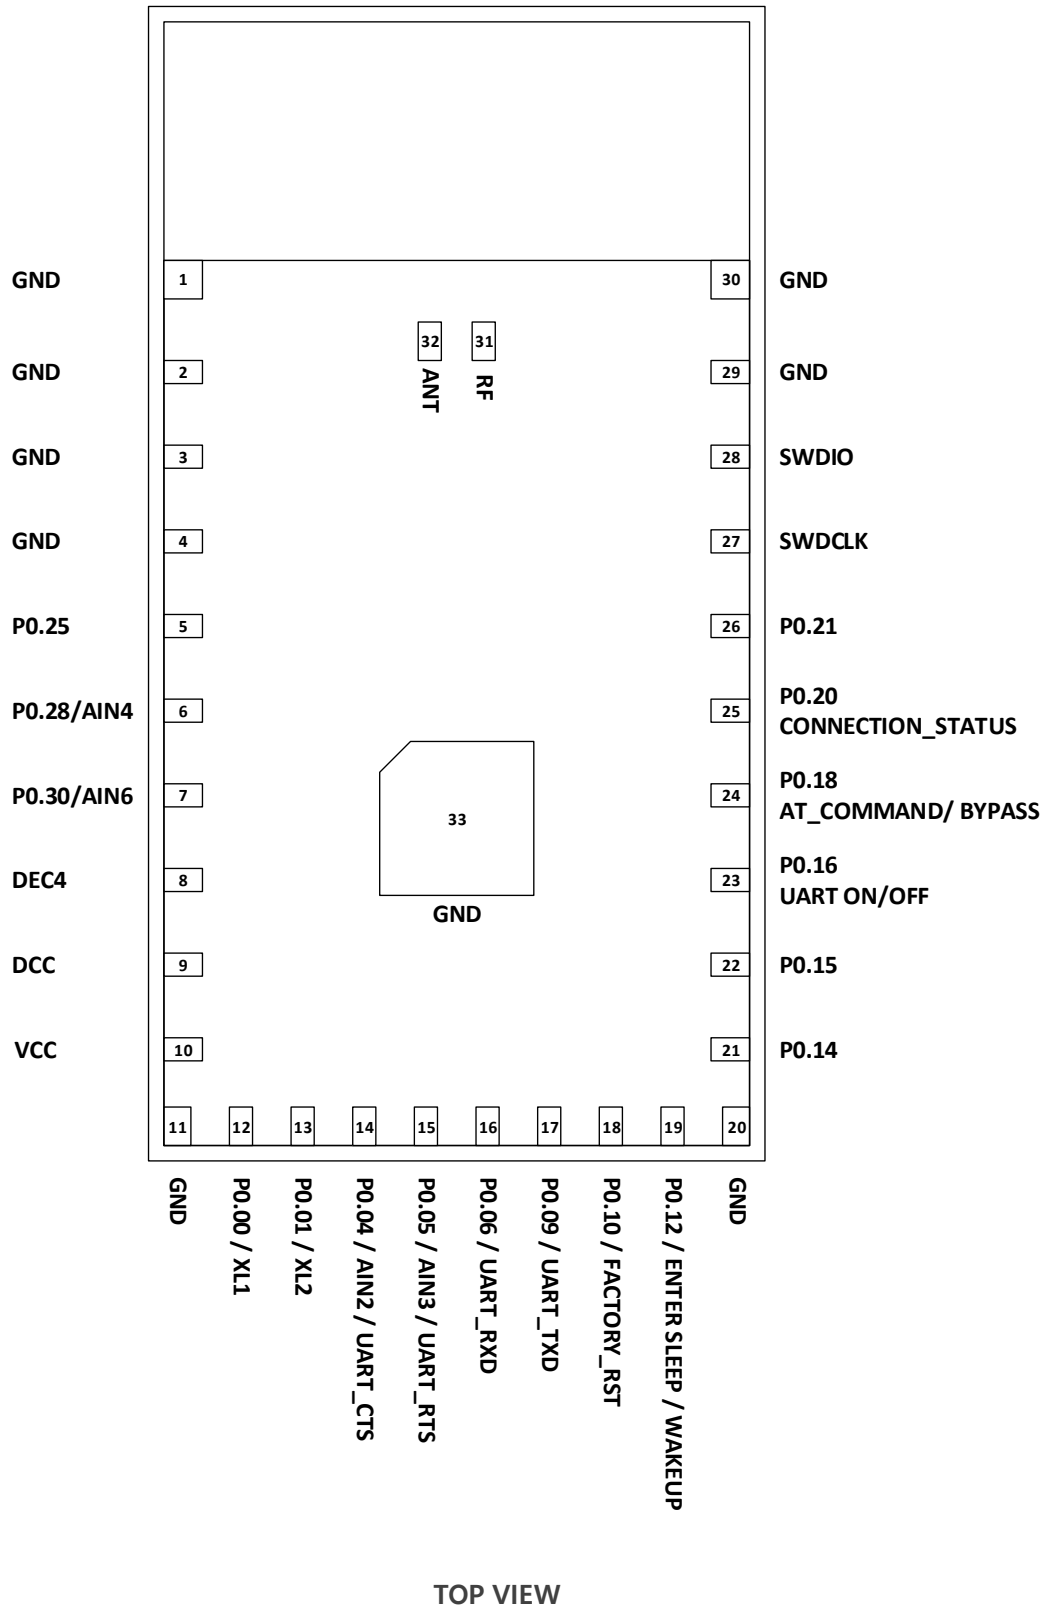 GND 1 30 GND
32 31
ANT RF
GND 2 29 GND
GND 3 28 SWDIO
GND 4 27 SWDCLK
P0.25 5 26 P0.21
P0.28/AIN4 6 25 P0.20
CONNECTION_STATUS
P0.30/AIN6 7 24 P0.18
AT_COMMAND/ BYPASS
33
GND
DEC4 8 23 P0.16
UART ON/OFF
DCC 9 22 P0.15
VCC 10 21 P0.14
11 12 13 14 15 16 17 18 19 20
GND
P0.00 / XL1
P0.01 / XL2
P0.04 / AIN2 / UART_CTS
P0.05 / AIN3 / UART_RTS
P0.06 / UART_RXD
P0.09 / UART_TXD
P0.10 / FACTORY_RST
P0.12 / ENTER SLEEP / WAKEUP
GND
TOP VIEW